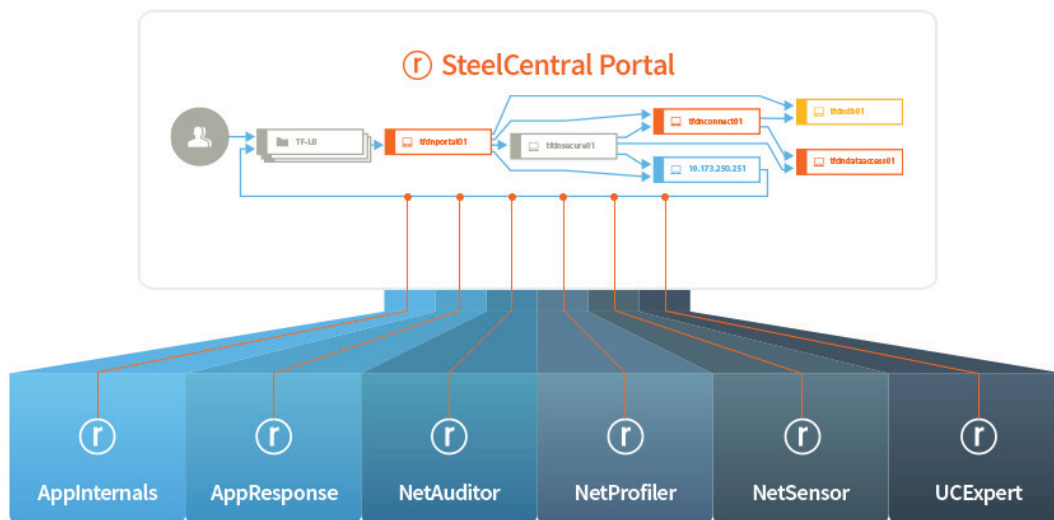 r SteelCentral Portal
tfdndb01
tfdnconnect01
TF-LB
tfdnportal01
tfdnsecure01
tfdndataaccess01
10.173.250.251
r r r r r r
AppInternals AppResponse NetAuditor NetProfiler NetSensor UCExpert